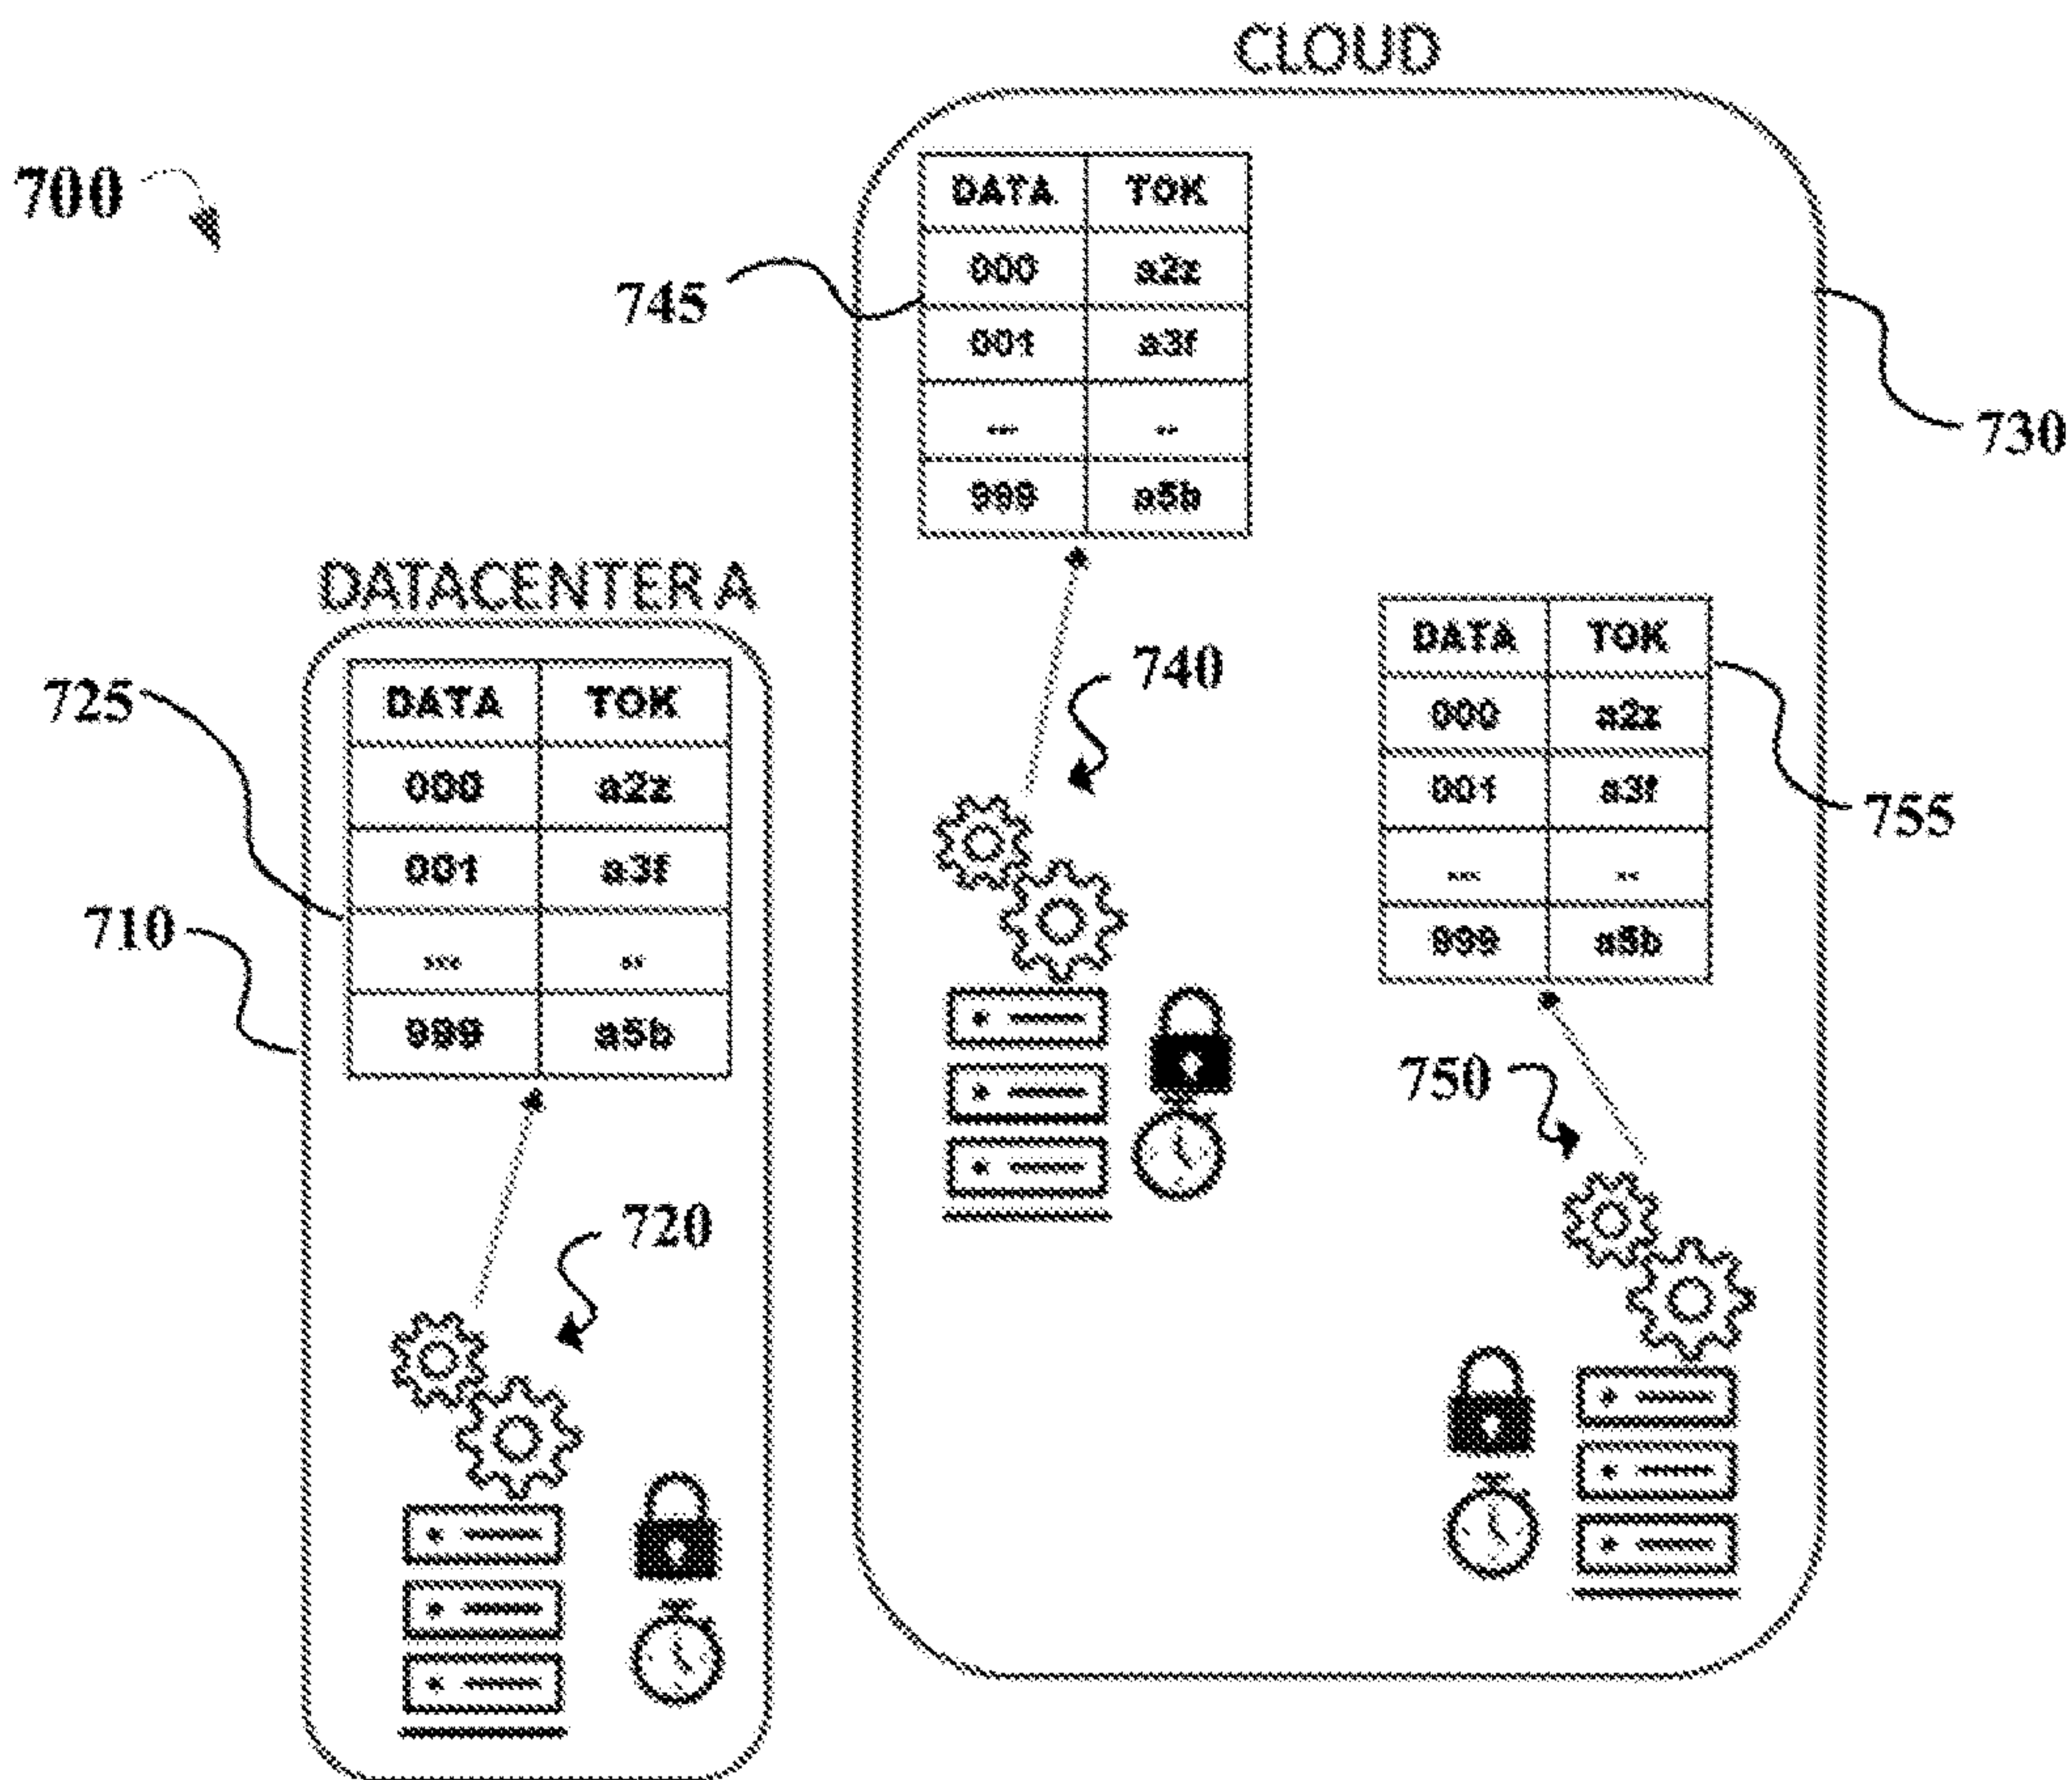 CLOUD
700
DATA TOK
000 a2z
001 a3f
... ..
999 a5b
745
730
DATACENTER A
DATA TOK
000 a2z
001 a3f
... ..
999 a5b
725
710
740
DATA TOK
000 a2z
001 a3f
... ..
999 a5b
755
750
720